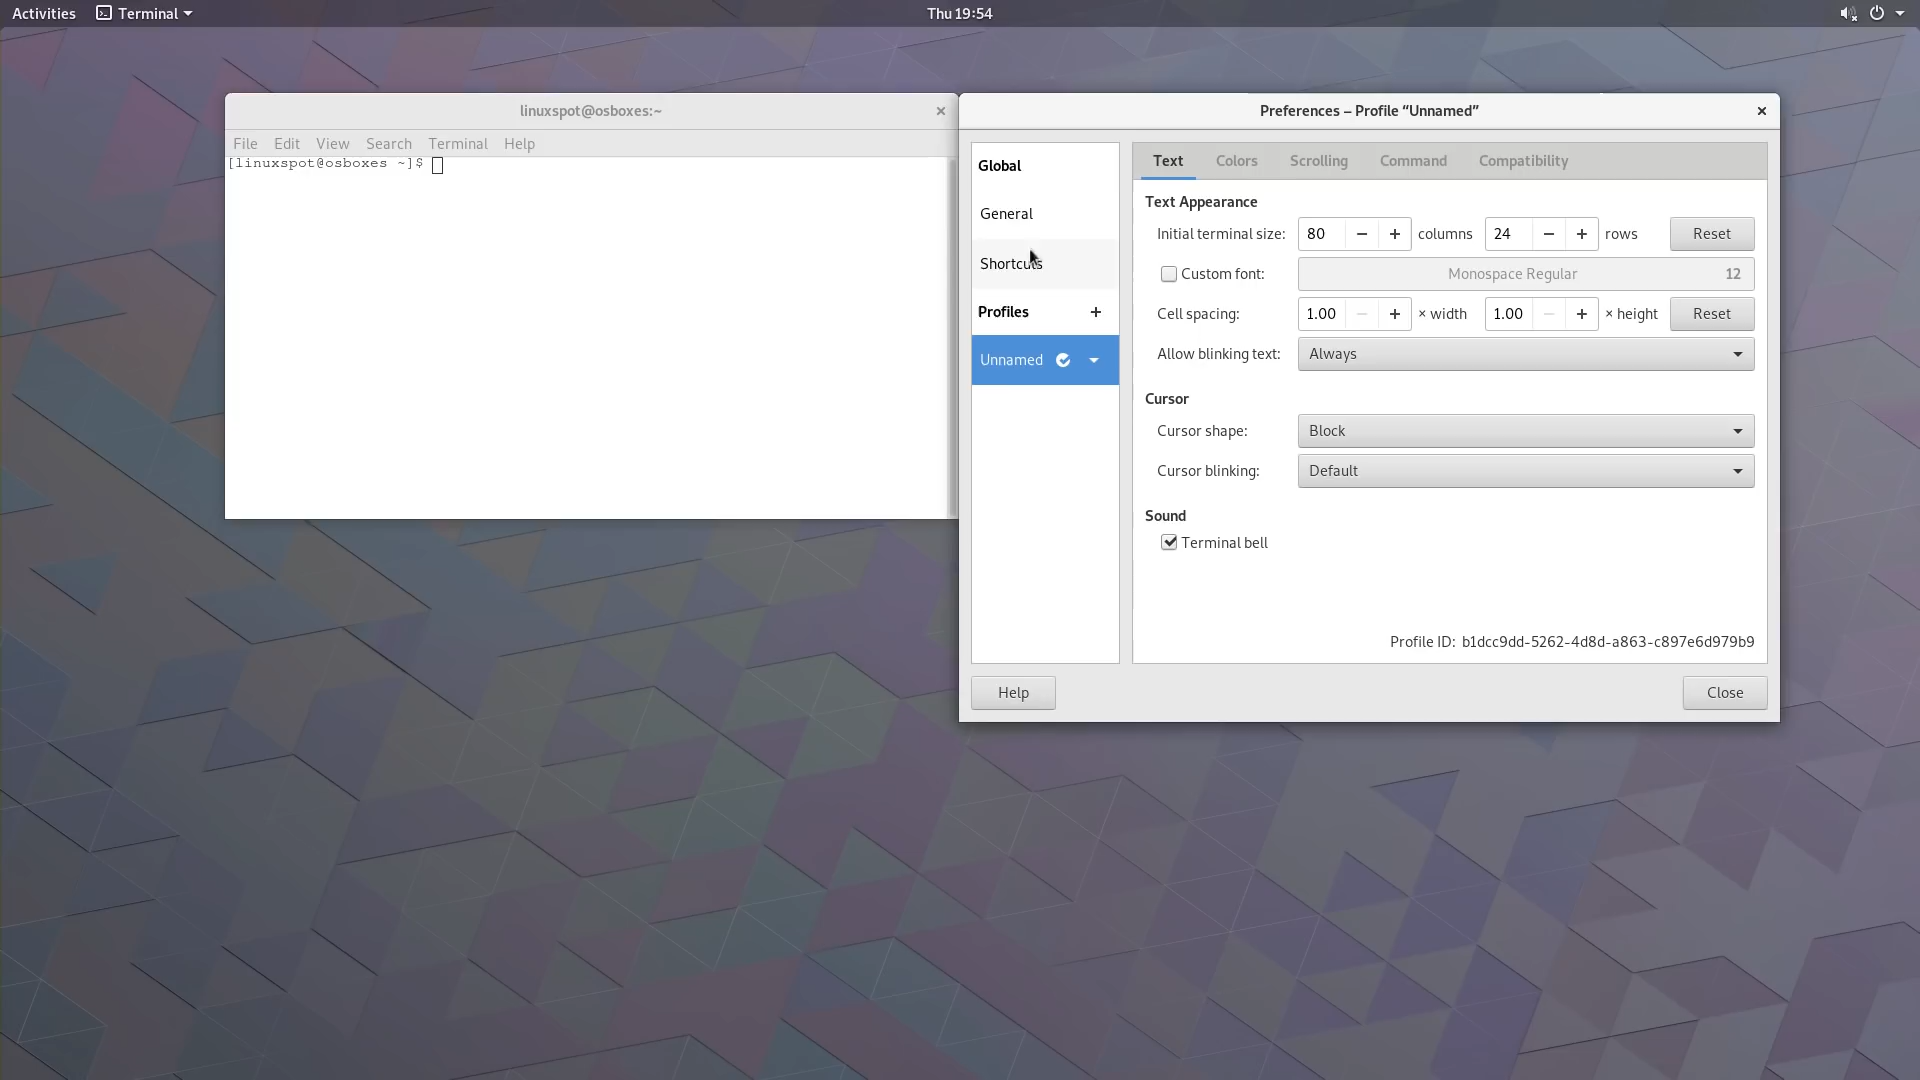 Activities Terminal Thu 19:54
linuxspot@osboxes:~
File Edit View Search Terminal Help
[linuxspot@osboxes ~]$
Preferences – Profile “Unnamed”
Global
General
Shortcuts
Profiles
Unnamed
Text Colors Scrolling Command Compatibility
Text Appearance
Initial terminal size: 80 columns 24 rows Reset
Custom font: Monospace Regular 12
Cell spacing: 1.00 × width 1.00 × height Reset
Allow blinking text: Always
Cursor
Cursor shape: Block
Cursor blinking: Default
Sound
Terminal bell
Profile ID: b1dcc9dd-5262-4d8d-a863-c897e6d979b9
Help Close